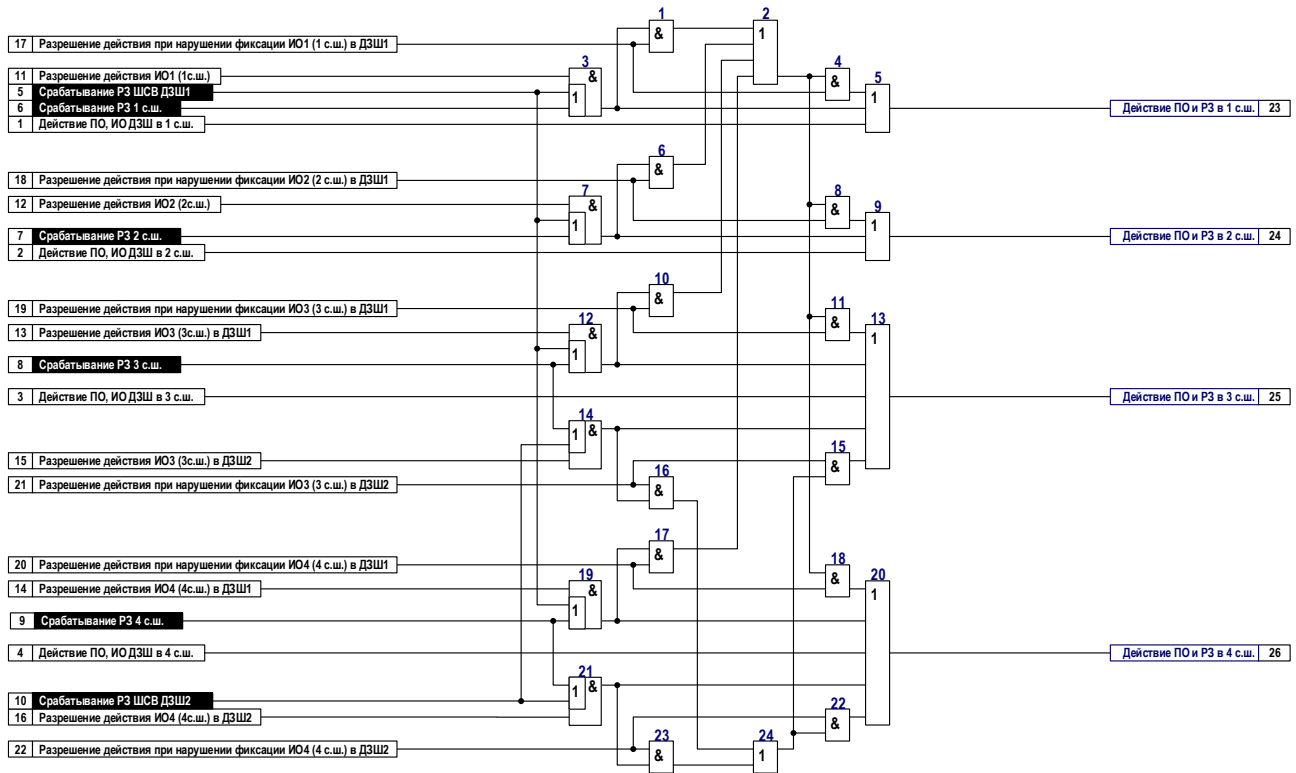 1
2
17 Разрешение действия при нарушении фиксации ИО1 (1 с.ш.) в ДЗШ1
&
1
3
4
11 Разрешение действия ИО1 (1с.ш.)
&
&
5
5 Срабатывание РЗ ШСВ ДЗШ1
1
1
6 Срабатывание РЗ 1 с.ш.
Действие ПО и РЗ в 1 с.ш. 23
1 Действие ПО, ИО ДЗШ в 1 с.ш.
6
&
18 Разрешение действия при нарушении фиксации ИО2 (2 с.ш.) в ДЗШ1
7
8
12 Разрешение действия ИО2 (2с.ш.)
&
&
9
1
1
7 Срабатывание РЗ 2 с.ш.
Действие ПО и РЗ в 2 с.ш. 24
2 Действие ПО, ИО ДЗШ в 2 с.ш.
10
&
19 Разрешение действия при нарушении фиксации ИО3 (3 с.ш.) в ДЗШ1
11
12
13
13 Разрешение действия ИО3 (3с.ш.) в ДЗШ1
&
&
1
1
8 Срабатывание РЗ 3 с.ш.
3 Действие ПО, ИО ДЗШ в 3 с.ш.
Действие ПО и РЗ в 3 с.ш. 25
14
1 &
15
15 Разрешение действия ИО3 (3с.ш.) в ДЗШ2
&
16
21 Разрешение действия при нарушении фиксации ИО3 (3 с.ш.) в ДЗШ2
&
17
&
20 Разрешение действия при нарушении фиксации ИО4 (4 с.ш.) в ДЗШ1
18
19
20
14 Разрешение действия ИО4 (4с.ш.) в ДЗШ1
&
&
1
1
9 Срабатывание РЗ 4 с.ш.
4 Действие ПО, ИО ДЗШ в 4 с.ш.
Действие ПО и РЗ в 4 с.ш. 26
21
1 &
10 Срабатывание РЗ ШСВ ДЗШ2
22
16 Разрешение действия ИО4 (4с.ш.) в ДЗШ2
&
23
24
22 Разрешение действия при нарушении фиксации ИО4 (4 с.ш.) в ДЗШ2
&
1